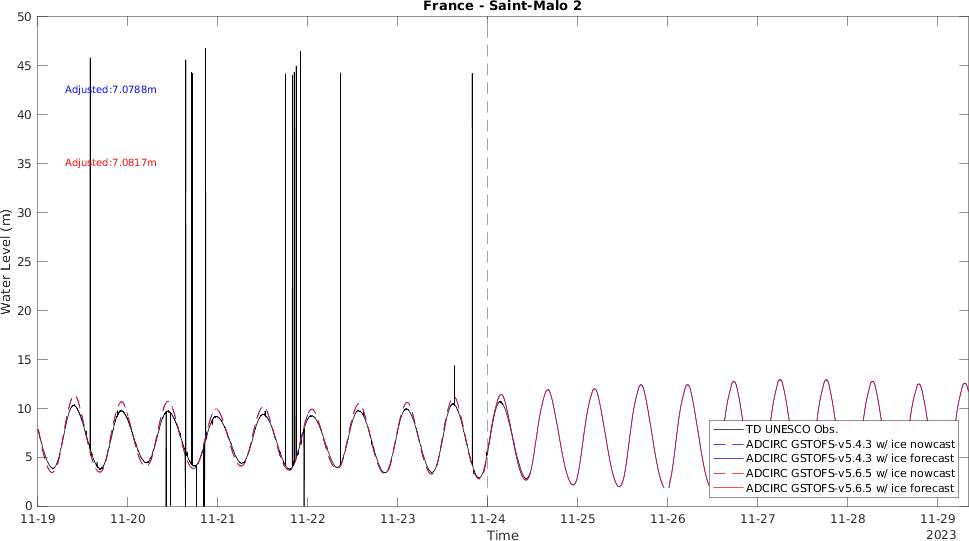 France - Saint-Malo 2
50
45
40
35
30
25
20
15
10
5
0
Water Level (m)
Adjusted:7.0788m
Adjusted:7.0817m
TD UNESCO Obs.
ADCIRC GSTOFS-v5.4.3 w/ ice nowcast
ADCIRC GSTOFS-v5.4.3 w/ ice forecast
ADCIRC GSTOFS-v5.6.5 w/ ice nowcast
ADCIRC GSTOFS-v5.6.5 w/ ice forecast
11-19 11-20 11-21 11-22 11-23 11-24 11-25 11-26 11-27 11-28 11-29
Time
2023